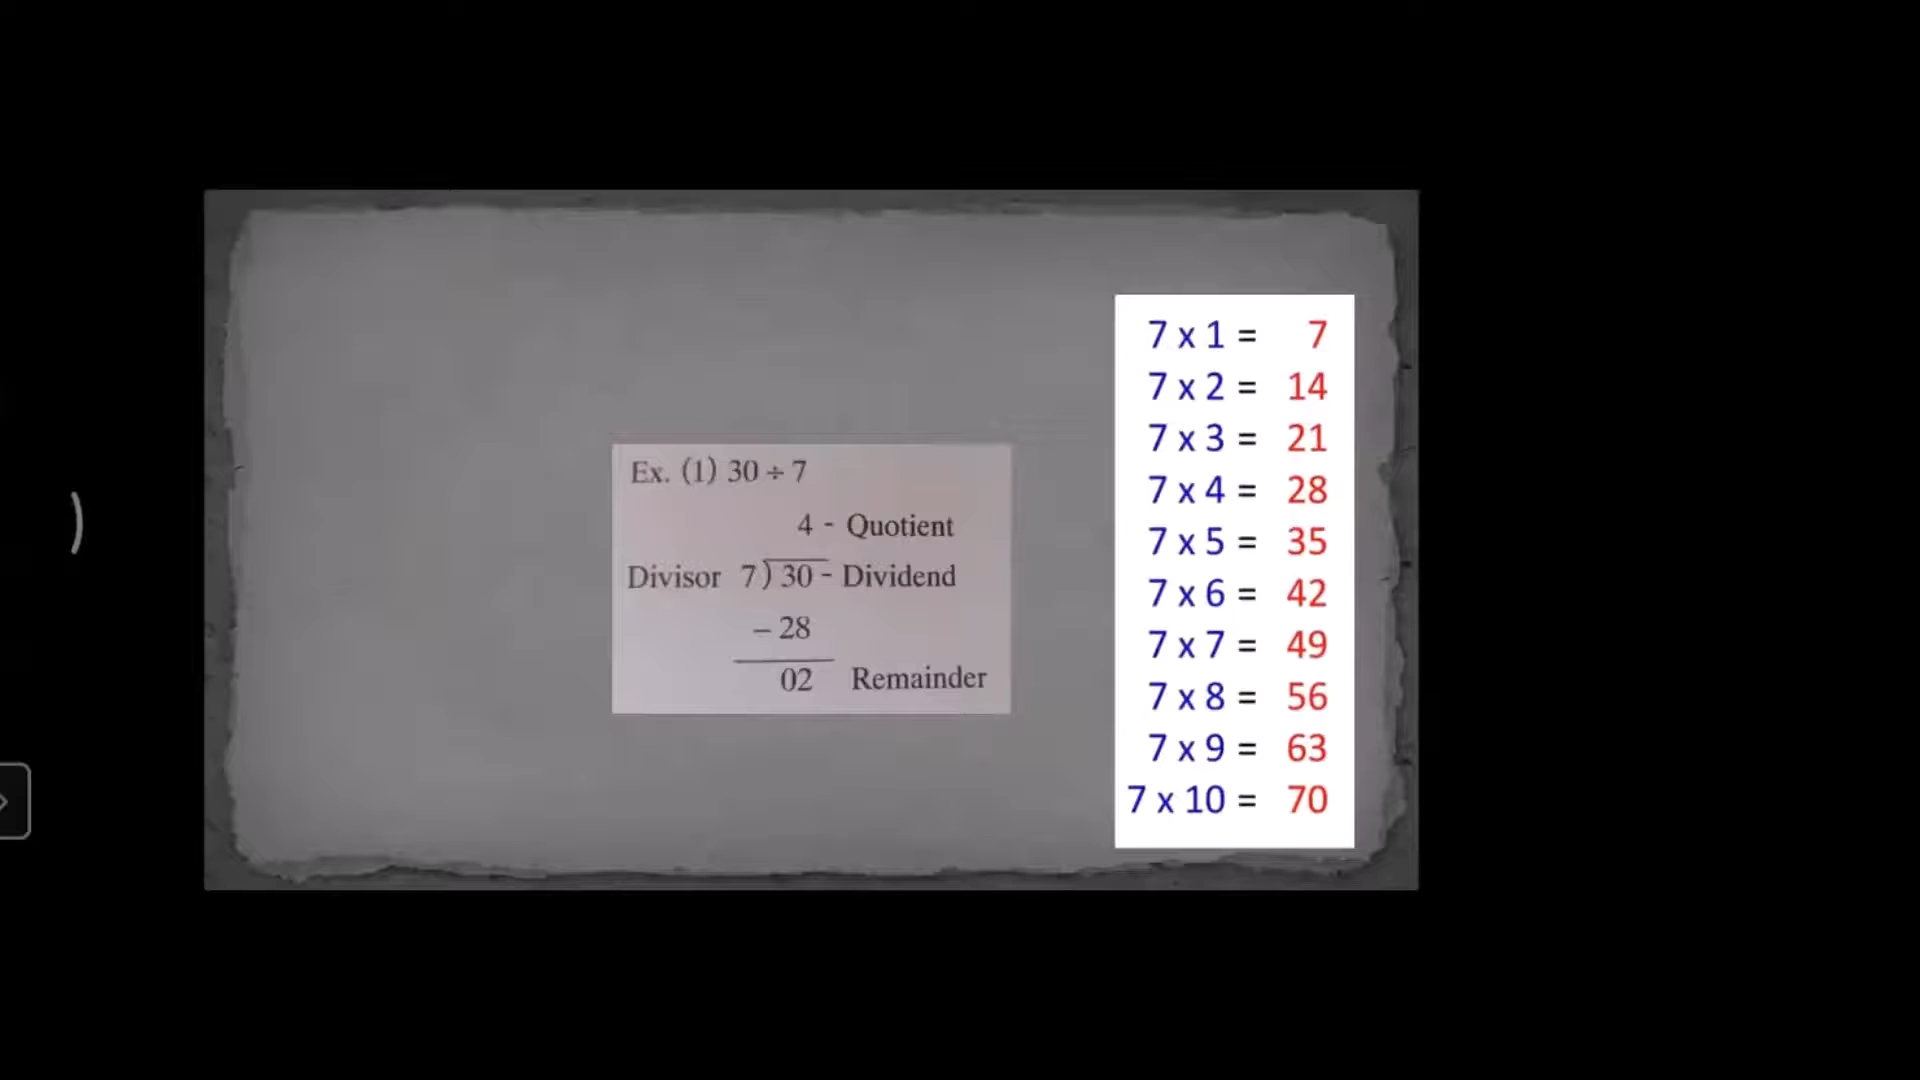 Ex. (1) 30 ÷ 7
4 - Quotient
Divisor 7) 30 - Dividend
– 28
02 Remainder
7 x 1 = 7
7 x 2 = 14
7 x 3 = 21
7 x 4 = 28
7 x 5 = 35
7 x 6 = 42
7 x 7 = 49
7 x 8 = 56
7 x 9 = 63
7 x 10 = 70